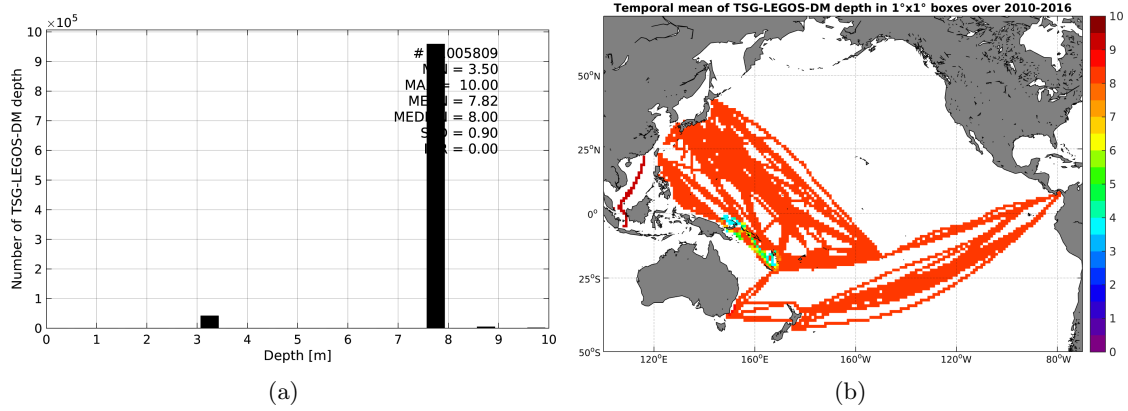 ×10⁵
10
9
8
7
6
5
4
3
2
1
0
Number of TSG-LEGOS-DM depth
#
= 3.50
= 10.00
= 7.82
= 8.00
= 0.90
= 0.00
0 1 2 3 4 5 6 7 8 9 10
Depth [m]
(a)
Temporal mean of TSG-LEGOS-DM depth in 1°x1° boxes over 2010-2016
50°N
25°N
0°
25°S
50°S
120°E 160°E 160°W 120°W 80°W
10
9
8
7
6
5
4
3
2
1
0
(b)